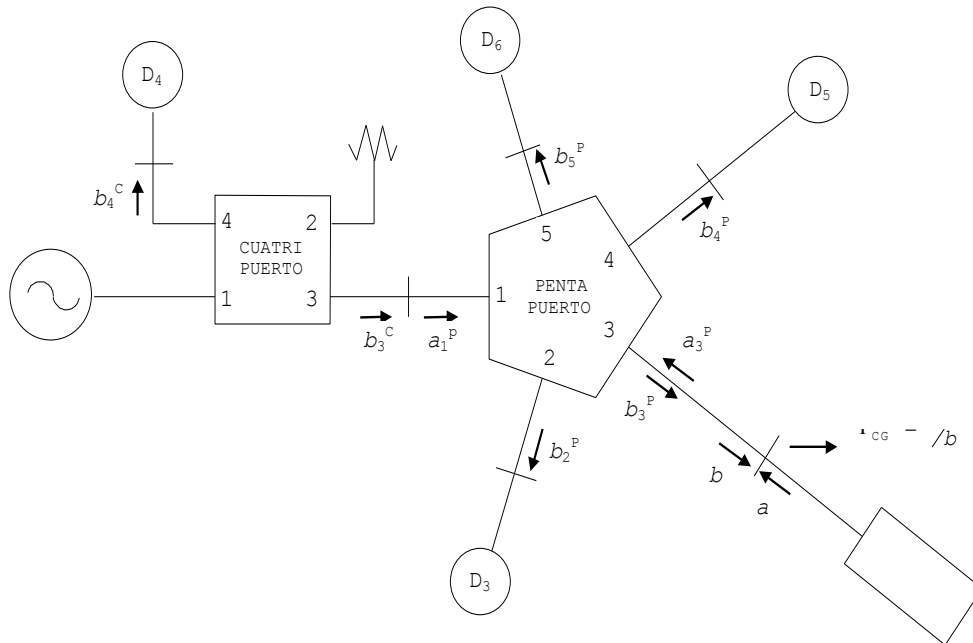 D₆
D₄
D₅
b₅ᴾ
b₄ᶜ
b₄ᴾ
4
2
5
4
CUATRI
PUERTO
PENTA
PUERTO
1
3
1
3
b₃ᶜ
a₁ᵖ
2
a₃ᴾ
b₃ᴾ
b₂ᴾ
b
a
CG
/b
D₃